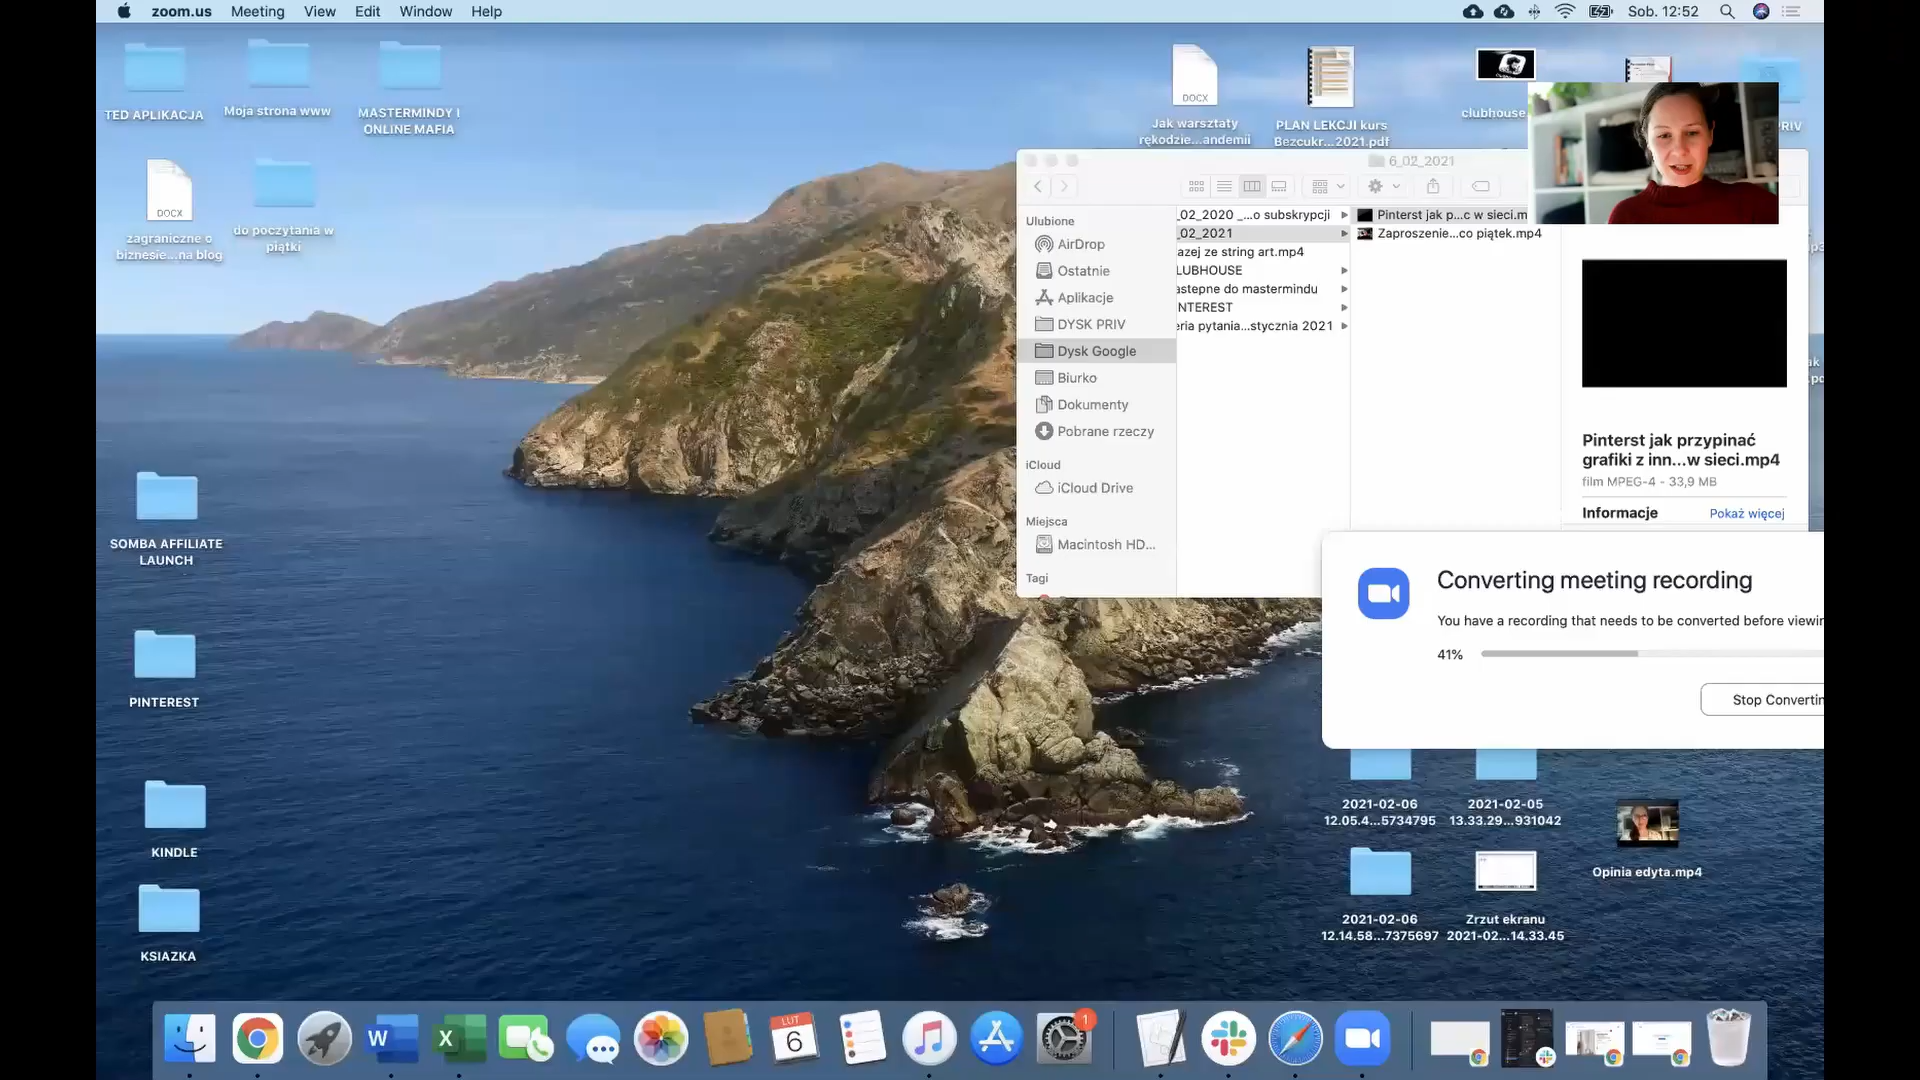 zoom.us Meeting View Edit Window Help
Sob. 12:52
TED APLIKACJA
Moja strona www
MASTERMINDY I
ONLINE MAFIA
DOCX
zagraniczne o
biznesie...na blog
do poczytania w
piątki
SOMBA AFFILIATE
LAUNCH
PINTEREST
KINDLE
KSIAZKA
DOCX
Jak warsztaty
rękodzie...andemii
PLAN LEKCJI kurs
Bezcukr...2021.pdf
clubhouse
PRIV
6_02_2021
Ulubione
AirDrop
Ostatnie
Aplikacje
DYSK PRIV
Dysk Google
Biurko
Dokumenty
Pobrane rzeczy
iCloud
iCloud Drive
Miejsca
Macintosh HD...
Tagi
_02_2020 _...o subskrypcji
_02_2021
azej ze string art.mp4
LUBHOUSE
astepne do mastermindu
NTEREST
eria pytania...stycznia 2021
Pinterst jak p...c w sieci.m
Zaproszenie...co piątek.mp4
Pinterst jak przypinać
grafiki z inn...w sieci.mp4
film MPEG-4 - 33,9 MB
Informacje Pokaż więcej
Converting meeting recording
You have a recording that needs to be converted before viewin
41%
Stop Convertin
2021-02-06
12.05.4...5734795
2021-02-05
13.33.29...931042
Opinia edyta.mp4
2021-02-06
12.14.58...7375697
Zrzut ekranu
2021-02...14.33.45
LUT
6
1